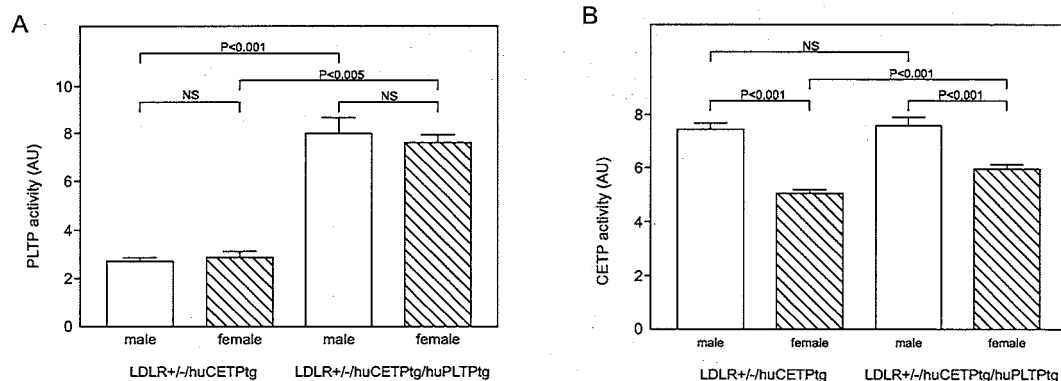 A
P<0.001
P<0.005
NS
NS
10
8
6
4
2
0
PLTP activity (AU)
male
female
male
female
LDLR+/-/huCETPtg
LDLR+/-/huCETPtg/huPLTPtg
B
NS
P<0.001
P<0.001
P<0.001
8
6
4
2
0
CETP activity (AU)
male
female
male
female
LDLR+/-/huCETPtg
LDLR+/-/huCETPtg/huPLTPtg